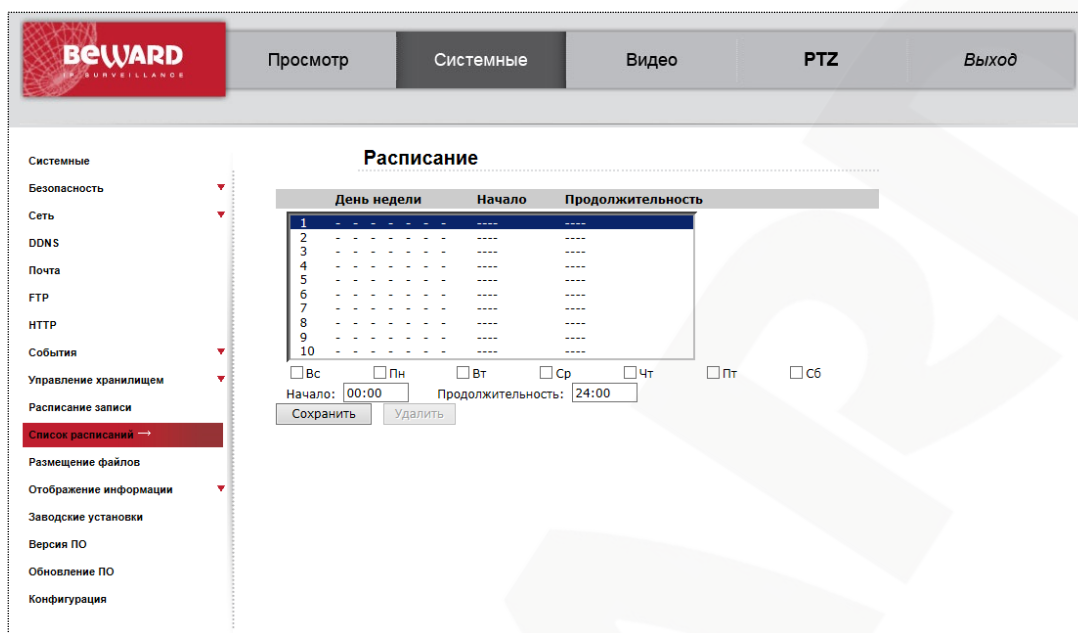 BEWARD
IP SURVEILLANCE
Просмотр Системные Видео PTZ Выход
Расписание
Системные
Безопасность
Сеть
DDNS
Почта
FTP
HTTP
События
Управление хранилищем
Расписание записи
Список расписаний →
Размещение файлов
Отображение информации
Заводские установки
Версия ПО
Обновление ПО
Конфигурация
День недели Начало Продолжительность
1 - - - - - - - ---- ----
2 - - - - - - - ---- ----
3 - - - - - - - ---- ----
4 - - - - - - - ---- ----
5 - - - - - - - ---- ----
6 - - - - - - - ---- ----
7 - - - - - - - ---- ----
8 - - - - - - - ---- ----
9 - - - - - - - ---- ----
10 - - - - - - - ---- ----
Вс Пн Вт Ср Чт Пт Сб
Начало: 00:00 Продолжительность: 24:00
Сохранить Удалить